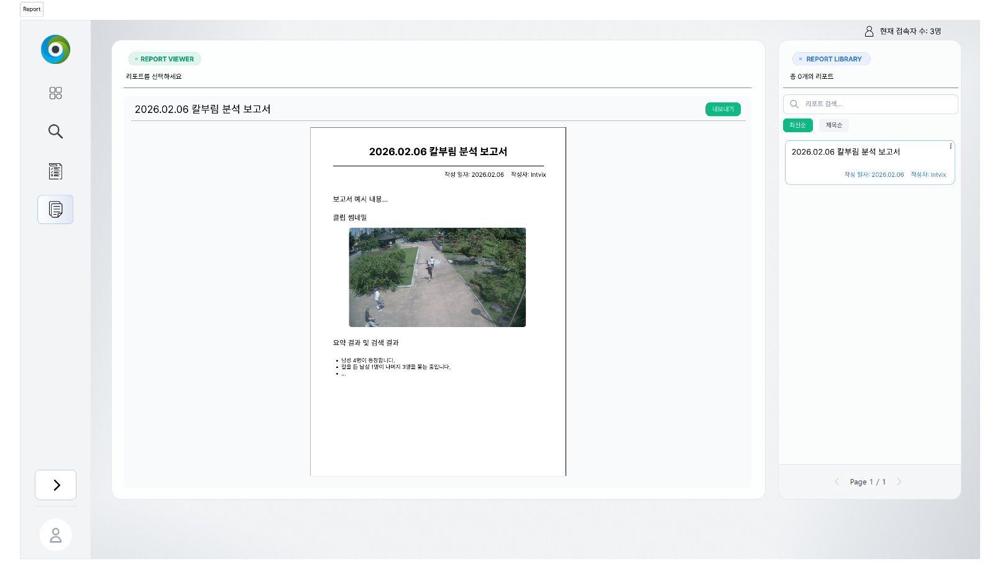 Report
현재 접속자 수: 3명
REPORT VIEWER
리포트를 선택하세요
2026.02.06 칼부림 분석 보고서
내보내기
2026.02.06 칼부림 분석 보고서
작성 일자: 2026.02.06 작성자: Intvix
보고서 예시 내용...
클립 썸네일
요약 결과 및 검색 결과
• 남성 4명이 등장합니다.
• 칼을 든 남성 1명이 나머지 3명을 쫓는 중입니다,
• ...
REPORT LIBRARY
총 0개의 리포트
리포트 검색...
최신순
제목순
2026.02.06 칼부림 분석 보고서
작성 일자: 2026.02.06 작성자: Intvix
Page 1 / 1